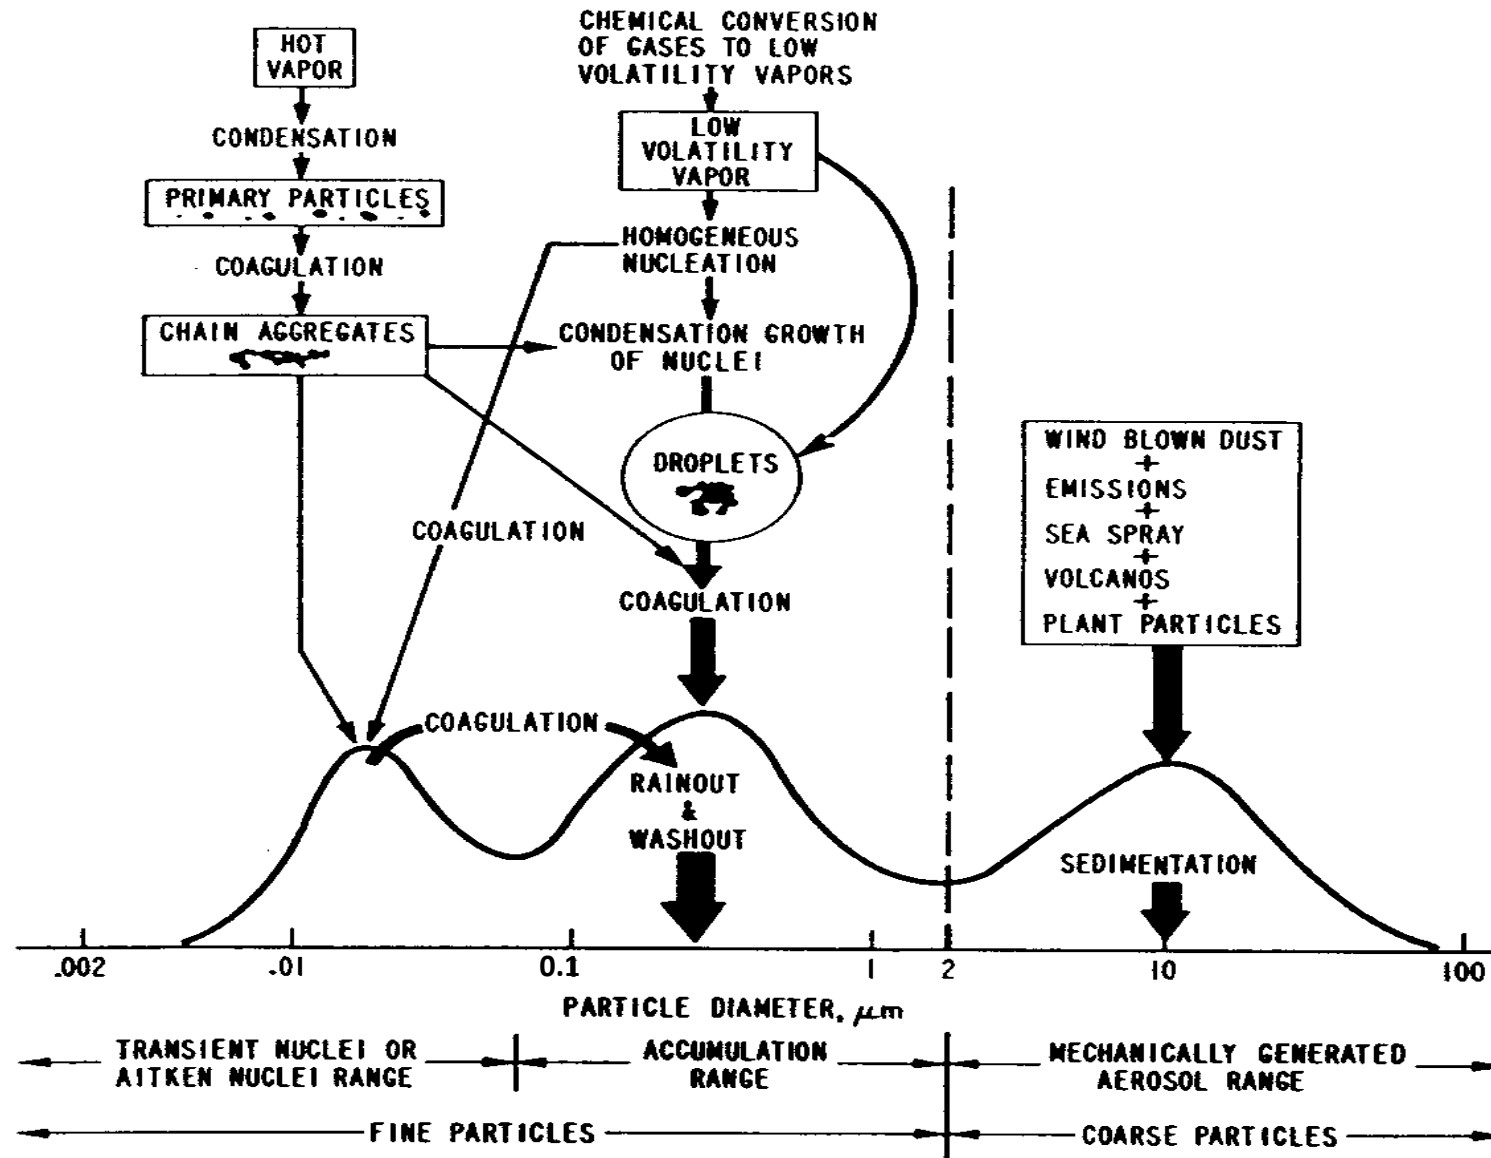 HOT
VAPOR
CONDENSATION
PRIMARY PARTICLES
COAGULATION
CHAIN AGGREGATES
CHEMICAL CONVERSION
OF GASES TO LOW
VOLATILITY VAPORS
LOW
VOLATILITY
VAPOR
HOMOGENEOUS
NUCLEATION
CONDENSATION GROWTH
OF NUCLEI
DROPLETS
COAGULATION
COAGULATION
COAGULATION
RAINOUT
&
WASHOUT
WIND BLOWN DUST
+
EMISSIONS
+
SEA SPRAY
+
VOLCANOS
+
PLANT PARTICLES
SEDIMENTATION
.002 .01 0.1 1 2 10 100
PARTICLE DIAMETER, μm
TRANSIENT NUCLEI OR
AITKEN NUCLEI RANGE
ACCUMULATION
RANGE
MECHANICALLY GENERATED
AEROSOL RANGE
FINE PARTICLES
COARSE PARTICLES